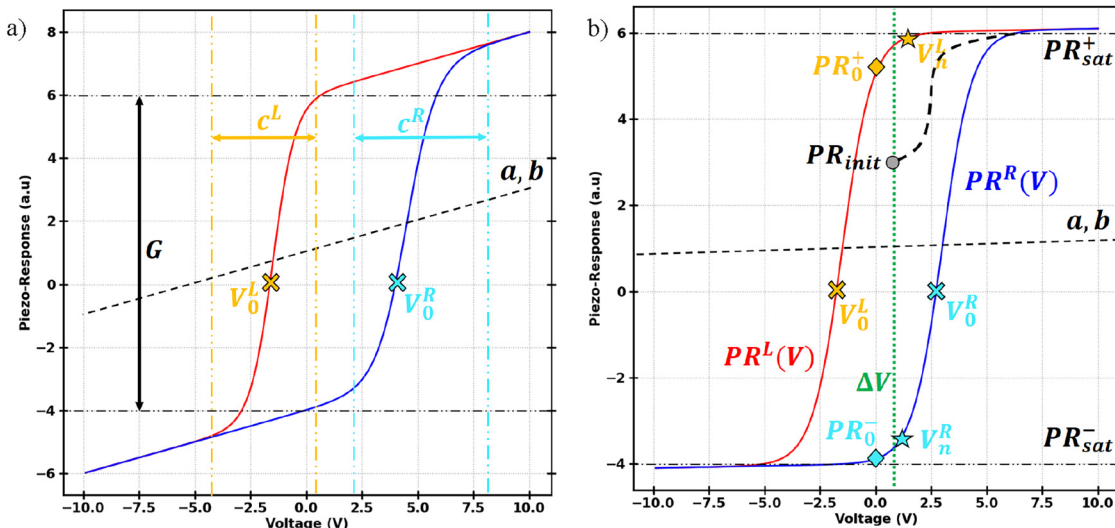 a)
Piezo-Response (a.u)
8
6
4
2
0
−2
−4
−6
c^L
c^R
a, b
G
V_0^L
V_0^R
−10.0 −7.5 −5.0 −2.5 0.0 2.5 5.0 7.5 10.0
Voltage (V)
b)
Piezo-Response (a.u)
6
4
2
0
−2
−4
PR_0^+
V_n^L
PR_sat^+
PR_init
PR^R(V)
a, b
V_0^L
V_0^R
PR^L(V)
ΔV
PR_0^−
V_n^R
PR_sat^−
−10.0 −7.5 −5.0 −2.5 0.0 2.5 5.0 7.5 10.0
Voltage (V)